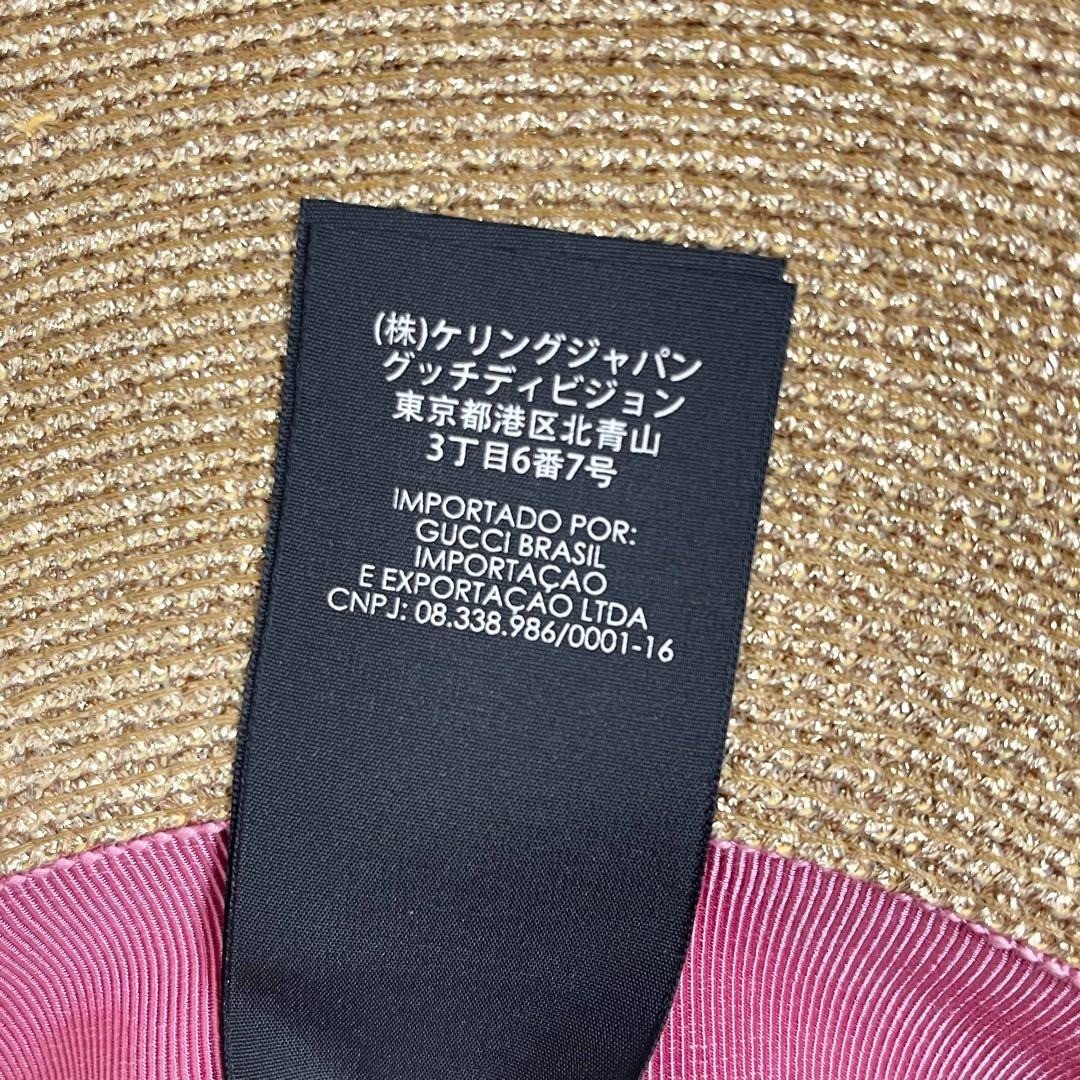 (株)ケリングジャパン
グッチディビジョン
東京都港区北青山
3丁目6番7号
IMPORTADO POR:
GUCCI BRASIL
IMPORTAÇAO
E EXPORTAÇAO LTDA
CNPJ: 08.338.986/0001-16